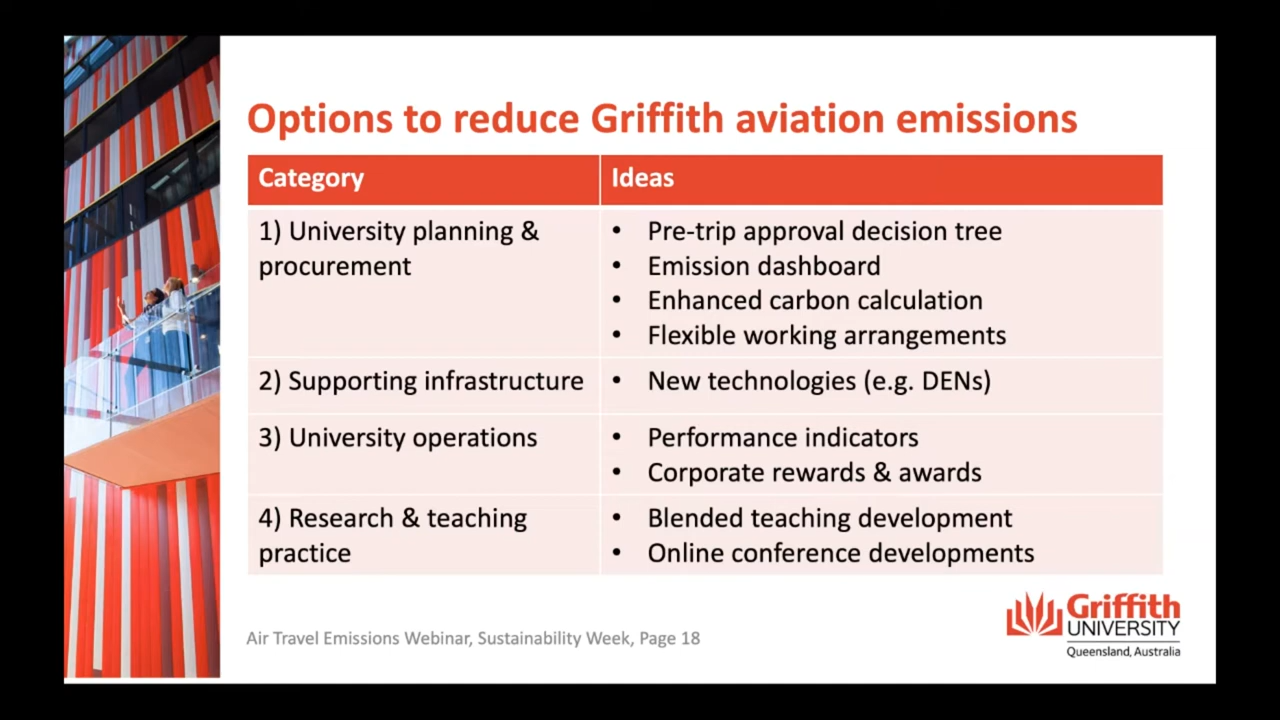 Options to reduce Griffith aviation emissions
Category
Ideas
1) University planning &
procurement
• Pre-trip approval decision tree
• Emission dashboard
• Enhanced carbon calculation
• Flexible working arrangements
2) Supporting infrastructure
• New technologies (e.g. DENs)
3) University operations
• Performance indicators
• Corporate rewards & awards
4) Research & teaching
practice
• Blended teaching development
• Online conference developments
Air Travel Emissions Webinar, Sustainability Week, Page 18
Griffith
UNIVERSITY
Queensland, Australia